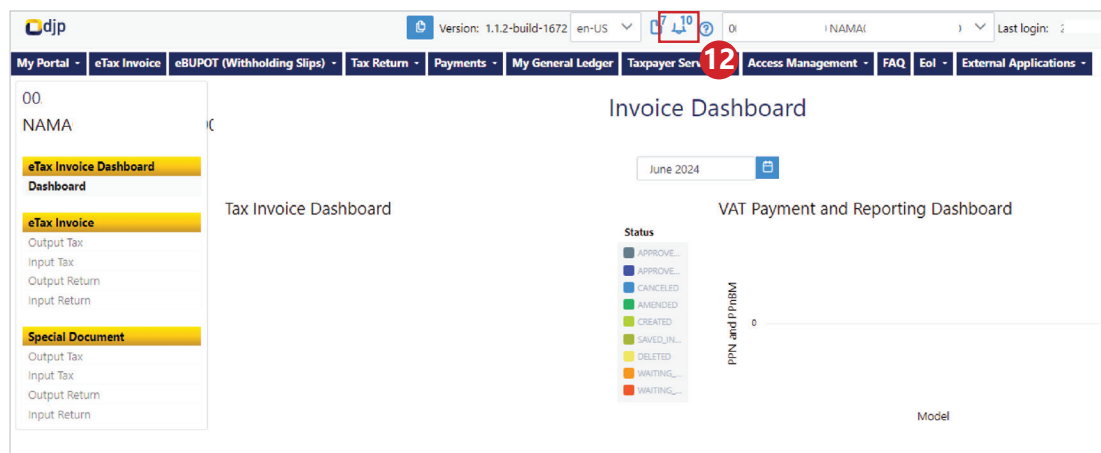 djp
Version: 1.1.2-build-1672 en-US 7 10 NAMA Last login:
12
My Portal eTax Invoice eBUPOT (Withholding Slips) Tax Return Payments My General Ledger Taxpayer Serv Access Management FAQ EoI External Applications
00
NAMA
Invoice Dashboard
eTax Invoice Dashboard
Dashboard
June 2024
Tax Invoice Dashboard
VAT Payment and Reporting Dashboard
eTax Invoice
Output Tax
Input Tax
Output Return
Input Return
Special Document
Output Tax
Input Tax
Output Return
Input Return
Status
APPROVE...
APPROVE...
CANCELED
AMENDED
CREATED
SAVED_IN...
DELETED
WAITING_...
WAITING_...
PPN and PPnBM
0
Model